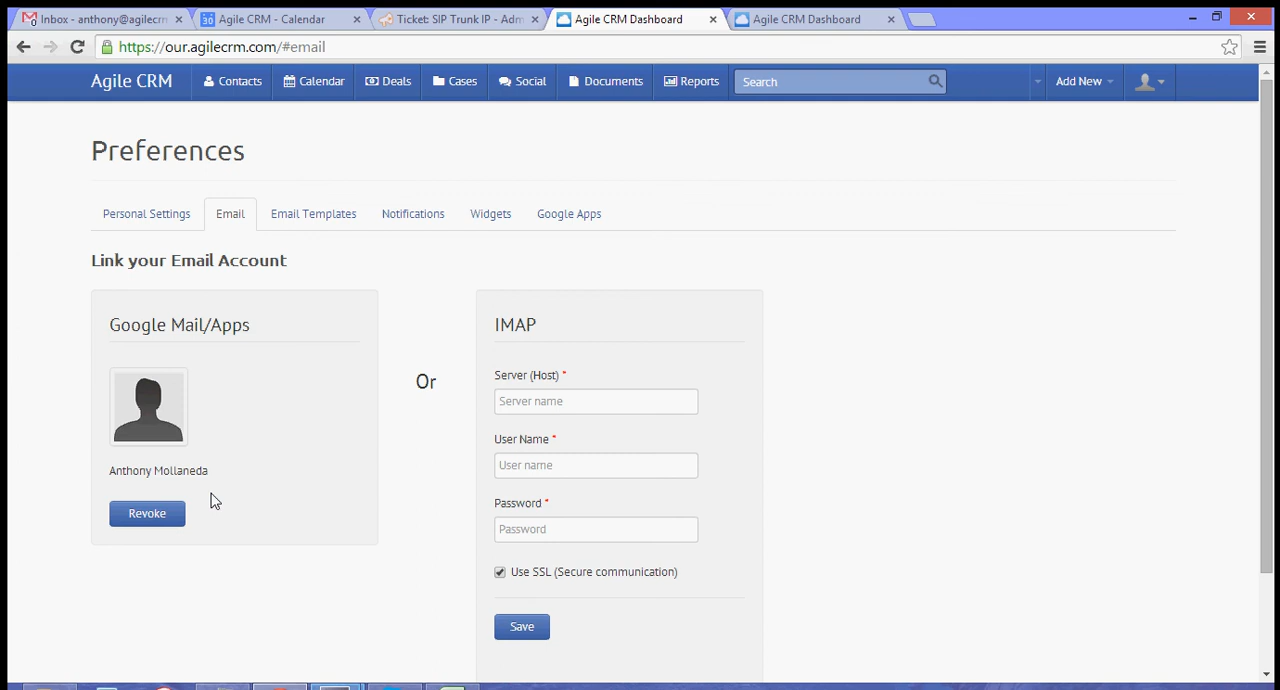 Inbox - anthony@agilecrm
Agile CRM - Calendar
Ticket: SIP Trunk IP - Adm
Agile CRM Dashboard
Agile CRM Dashboard
https://our.agilecrm.com/#email
Agile CRM
Contacts
Calendar
Deals
Cases
Social
Documents
Reports
Search
Add New
Preferences
Personal Settings
Email
Email Templates
Notifications
Widgets
Google Apps
Link your Email Account
Google Mail/Apps
Anthony Mollaneda
Revoke
Or
IMAP
Server (Host) *
Server name
User Name *
User name
Password *
Password
Use SSL (Secure communication)
Save